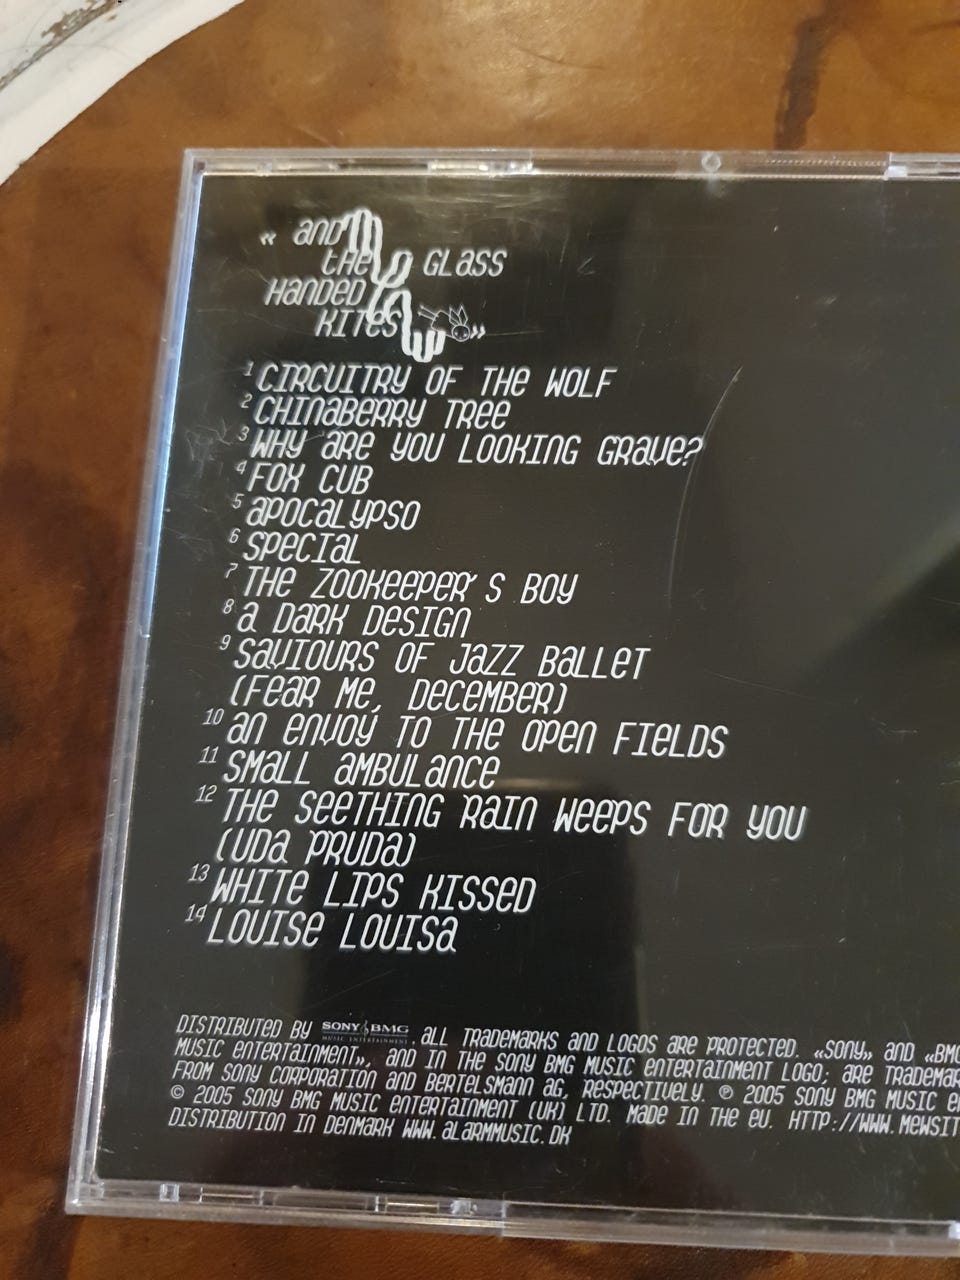 « and
the GLASS
HANDED
KITES »
1 CIRCUITRY OF THE WOLF
2 CHINABERRY TREE
3 WHY ARE YOU LOOKING GRAVE?
4 FOX CUB
5 APOCALYPSO
6 SPECIAL
7 THE ZOOKEEPER'S BOY
8 A DARK DESIGN
9 SAVIOURS OF JAZZ BALLET
(FEAR ME, DECEMBER)
10 AN ENVOY TO THE OPEN FIELDS
11 SMALL AMBULANCE
12 THE SEETHING RAIN WEEPS FOR YOU
(UDA PRUDA)
13 WHITE LIPS KISSED
14 LOUISE LOUISA
DISTRIBUTED BY SONY BMG MUSIC ENTERTAINMENT. ALL TRADEMARKS AND LOGOS ARE PROTECTED. «SONY» AND «BMG
MUSIC ENTERTAINMENT», AND IN THE SONY BMG MUSIC ENTERTAINMENT LOGO; ARE TRADEMAR
FROM SONY CORPORATION AND BERTELSMANN AG, RESPECTIVELY. ℗ 2005 SONY BMG MUSIC E
© 2005 SONY BMG MUSIC ENTERTAINMENT (UK) LTD. MADE IN THE EU. HTTP://WWW.MEWSIT
DISTRIBUTION IN DENMARK WWW.ALARMMUSIC.DK